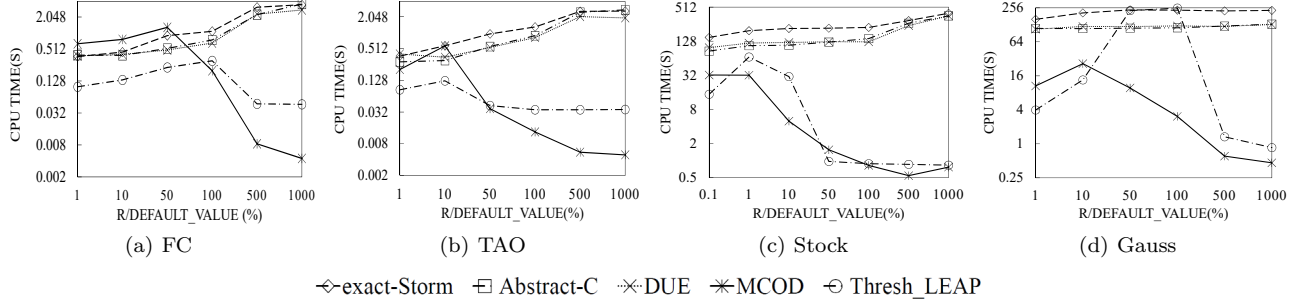 CPU TIME(S)
2.048
0.512
0.128
0.032
0.008
0.002
1 10 50 100 500 1000
R/DEFAULT_VALUE (%)
(a) FC
CPU TIME(S)
2.048
0.512
0.128
0.032
0.008
0.002
1 10 50 100 500 1000
R/DEFAULT_VALUE(%)
(b) TAO
CPU TIME(S)
512
128
32
8
2
0.5
0.1 1 10 50 100 500 1000
R/DEFAULT_VALUE(%)
(c) Stock
CPU TIME(S)
256
64
16
4
1
0.25
1 10 50 100 500 1000
R/DEFAULT_VALUE(%)
(d) Gauss
exact-Storm Abstract-C DUE MCOD Thresh_LEAP